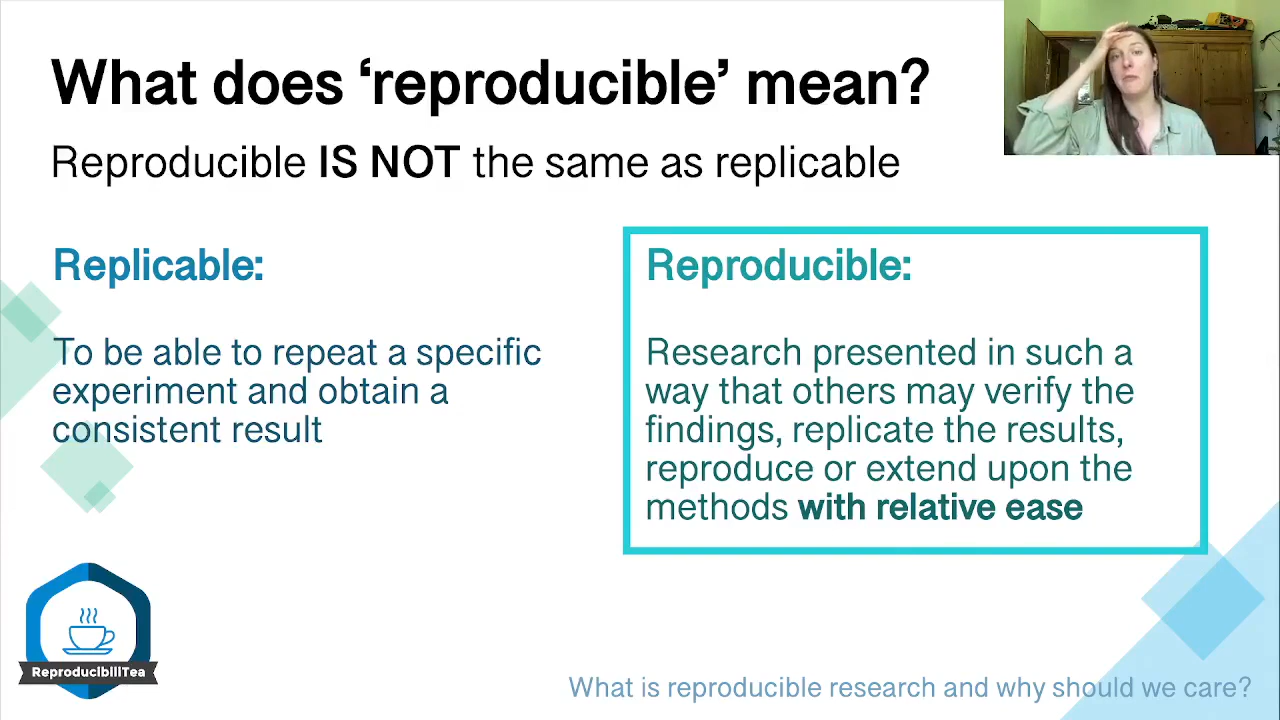 What does ‘reproducible’ mean?
Reproducible IS NOT the same as replicable
Replicable:
To be able to repeat a specific
experiment and obtain a
consistent result
Reproducible:
Research presented in such a
way that others may verify the
findings, replicate the results,
reproduce or extend upon the
methods with relative ease
ReproducibiliTea
What is reproducible research and why should we care?